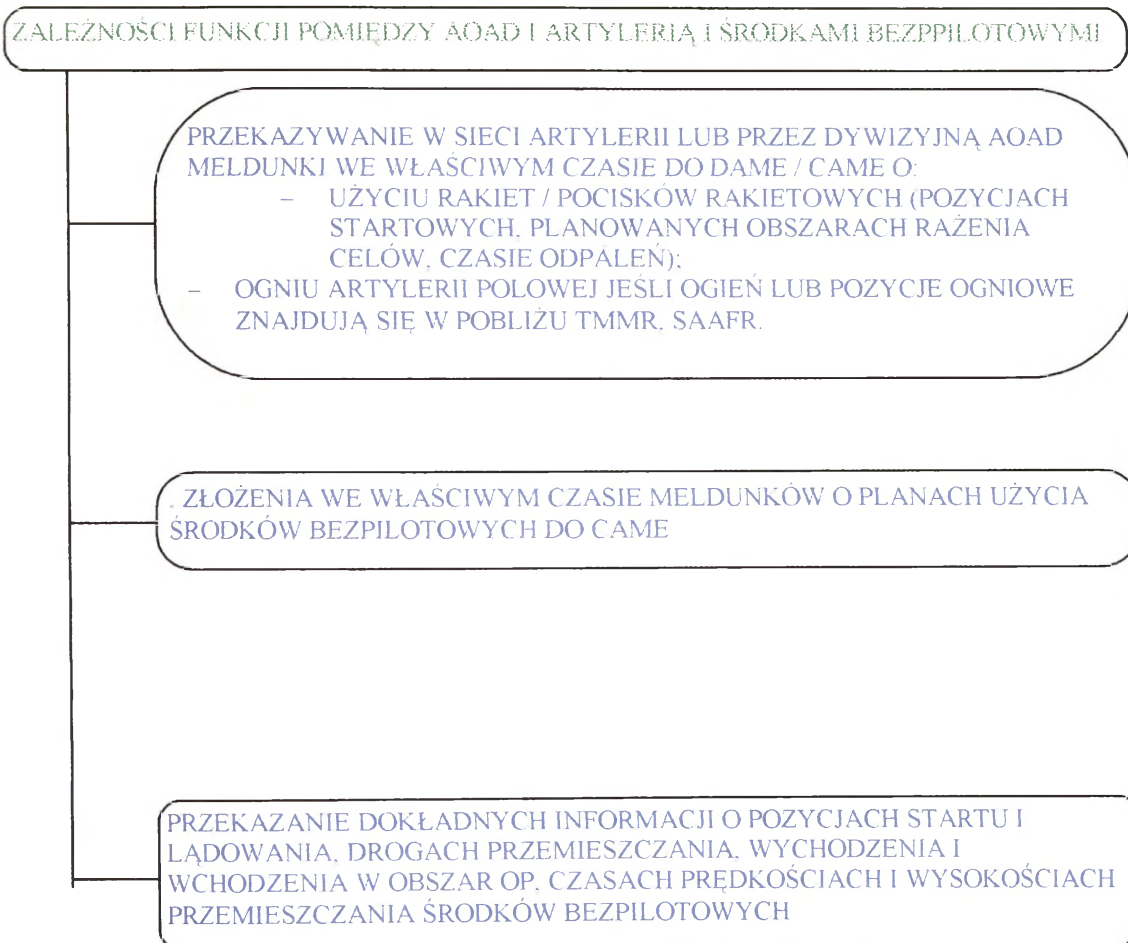 ZALEŻNOŚCI FUNKCJI POMIĘDZY AOAD I ARTYLERIĄ I ŚRODKAMI BEZPPILOTOWYMI
PRZEKAZYWANIE W SIECI ARTYLERII LUB PRZEZ DYWIZYJNĄ AOAD
MELDUNKI WE WŁAŚCIWYM CZASIE DO DAME / CAME O:
– UŻYCIU RAKIET / POCISKÓW RAKIETOWYCH (POZYCJACH
STARTOWYCH, PLANOWANYCH OBSZARACH RAŻENIA
CELÓW, CZASIE ODPALEŃ);
– OGNIU ARTYLERII POLOWEJ JEŚLI OGIEŃ LUB POZYCJE OGNIOWE
ZNAJDUJĄ SIĘ W POBLIŻU TMMR, SAAFR.
. ZŁOŻENIA WE WŁAŚCIWYM CZASIE MELDUNKÓW O PLANACH UŻYCIA
ŚRODKÓW BEZPILOTOWYCH DO CAME
PRZEKAZANIE DOKŁADNYCH INFORMACJI O POZYCJACH STARTU I
LĄDOWANIA, DROGACH PRZEMIESZCZANIA, WYCHODZENIA I
WCHODZENIA W OBSZAR OP, CZASACH PRĘDKOŚCIACH I WYSOKOŚCIACH
PRZEMIESZCZANIA ŚRODKÓW BEZPILOTOWYCH